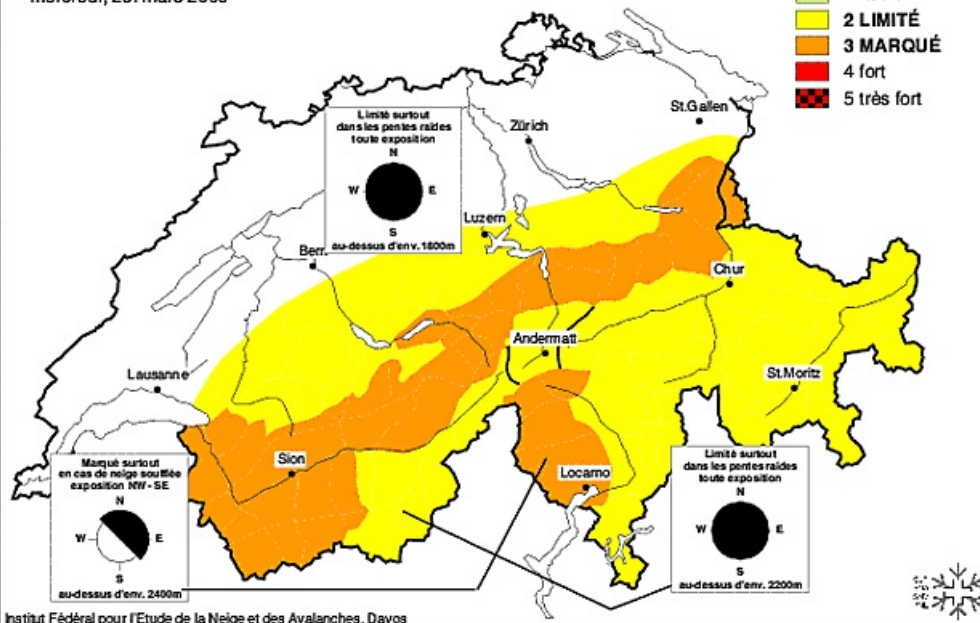 2 LIMITÉ
3 MARQUÉ
4 fort
5 très fort
St.Gallen
Zürich
Limité surtout
dans les pentes raides
toute exposition
N
W E
S
au-dessus d'env. 1800m
Luzern
Bern
Chur
Andermatt
St.Moritz
Lausanne
Sion
Locarno
Marqué surtout
en cas de neige soufflée
exposition NW - SE
N
W E
S
au-dessus d'env. 2400m
Limité surtout
dans les pentes raides
toute exposition
N
W E
S
au-dessus d'env. 2200m
Institut Fédéral pour l'Etude de la Neige et des Avalanches, Davos